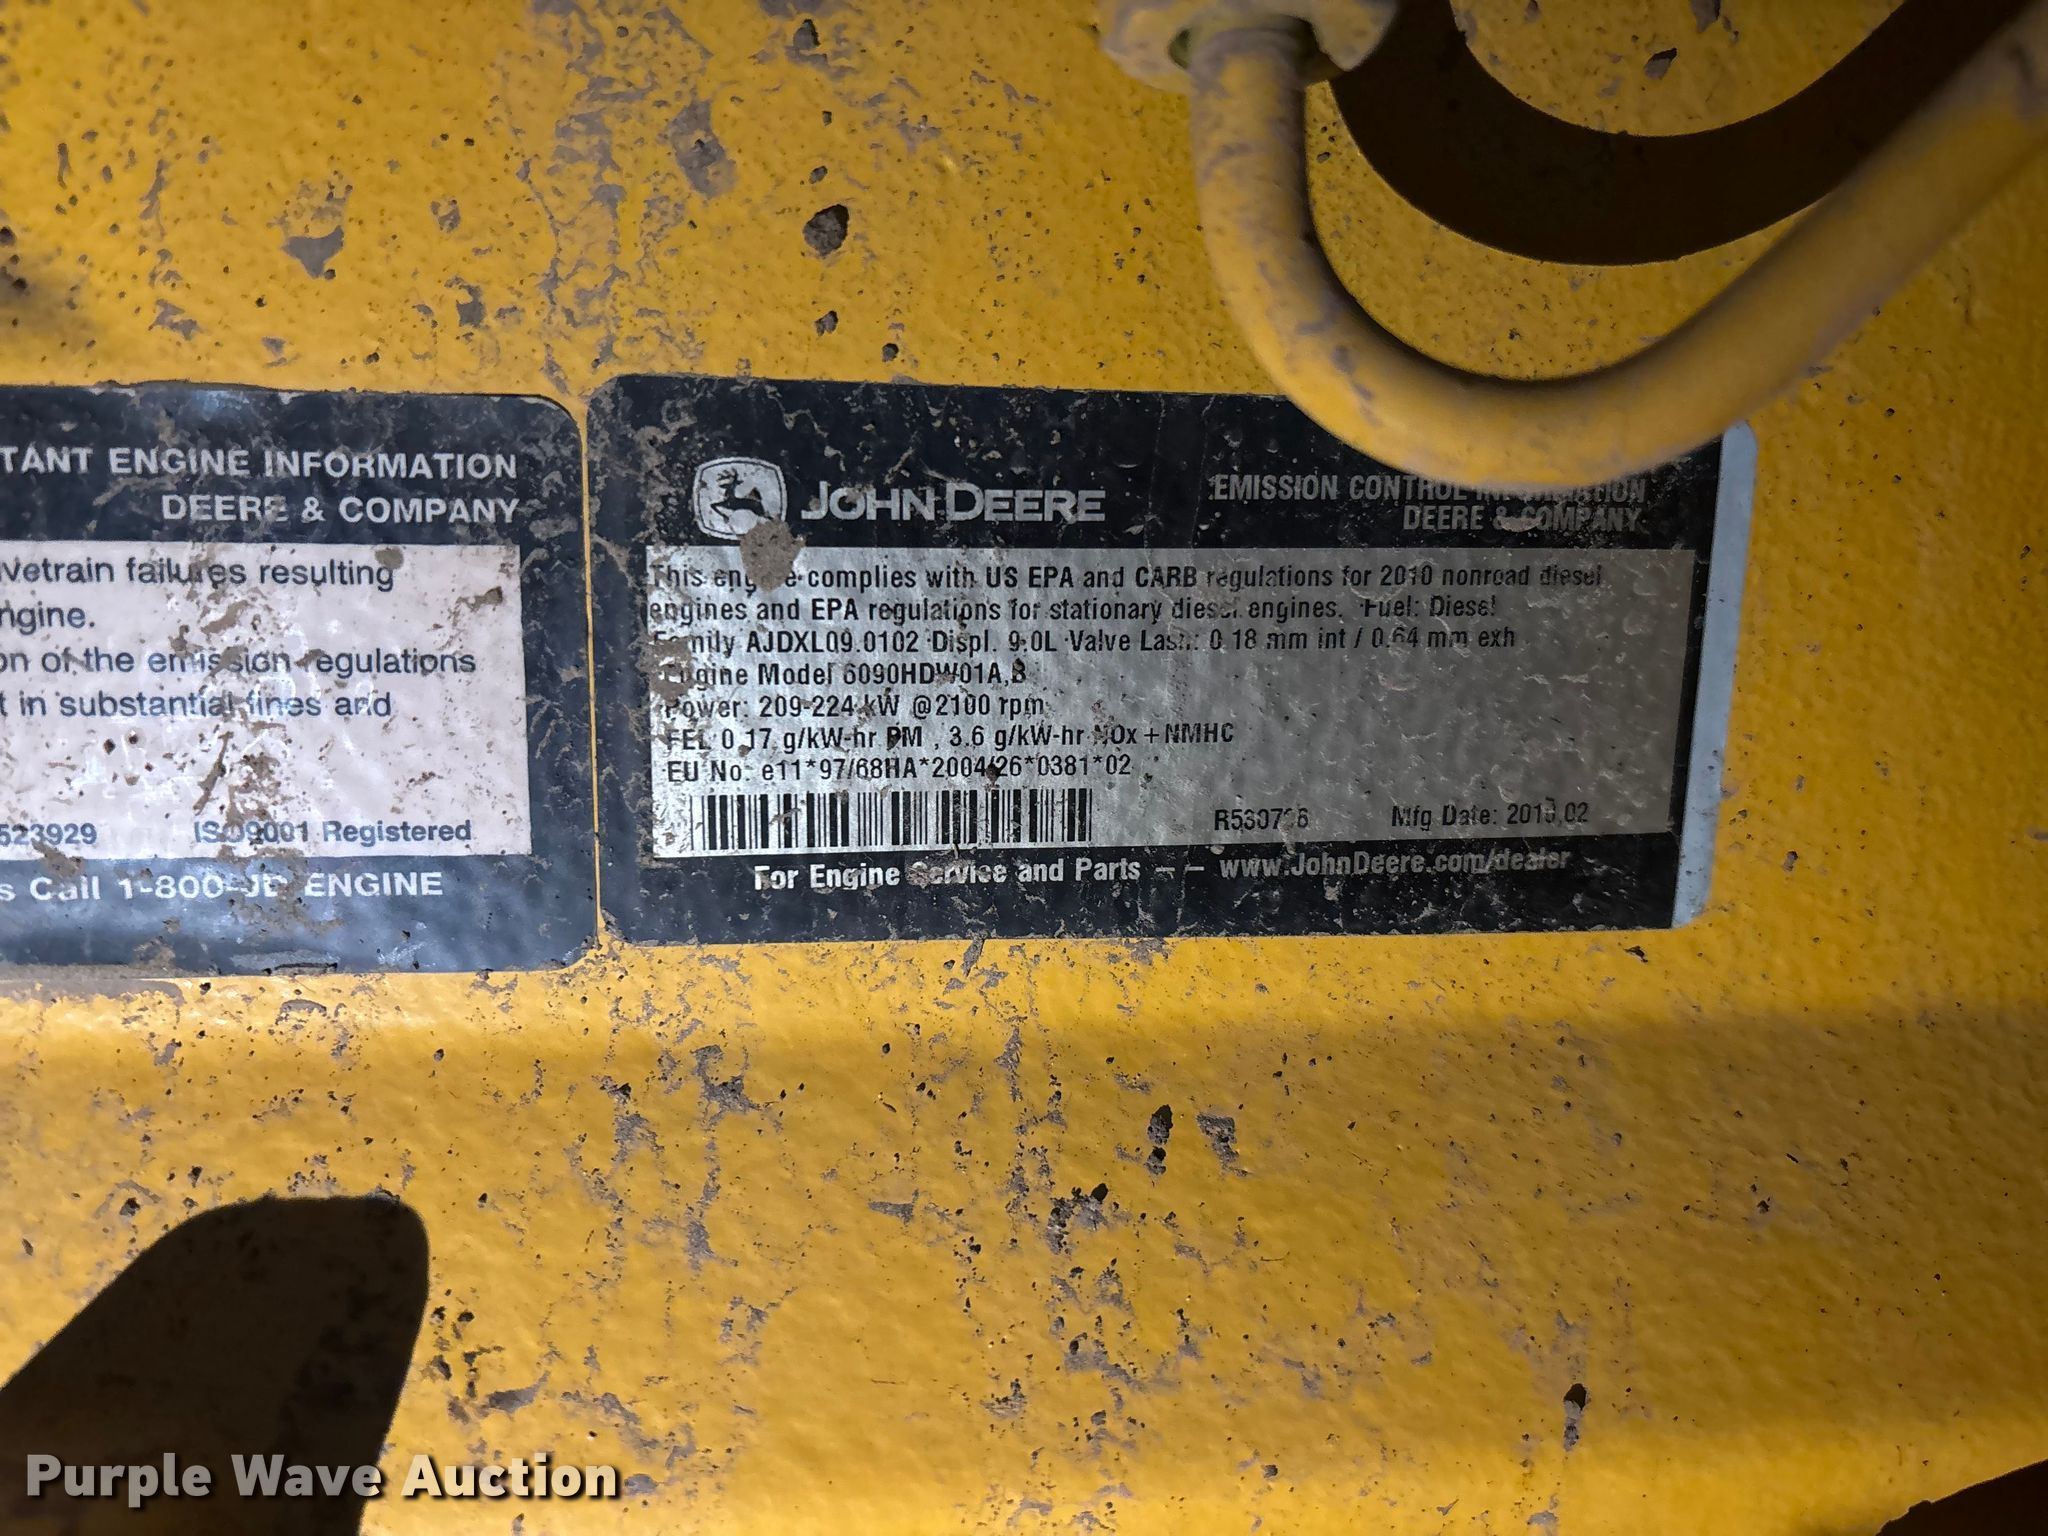 TANT ENGINE INFORMATION
DEERE & COMPANY
vetrain failures resulting
ngine.
on of the emission regulations
t in substantial fines and
523929 ISO9001 Registered
s Call 1-800-JD ENGINE
JOHN DEERE
EMISSION CONTROL INFORMATION
DEERE & COMPANY
This engine complies with US EPA and CARB regulations for 2010 nonroad diesel
engines and EPA regulations for stationary diesel engines. Fuel: Diesel
Family AJDXL09.0102 Displ. 9.0L Valve Lash: 0.18 mm int / 0.64 mm exh
Engine Model 6090HDW01A,B
Power: 209-224 kW @2100 rpm
FEL 0.17 g/kW-hr PM , 3.6 g/kW-hr NOx + NMHC
EU No: e11*97/68HA*2004/26*0381*02
Mfg Date:
For Engine Service and Parts -- www.JohnDeere.com/dealer
Purple Wave Auction